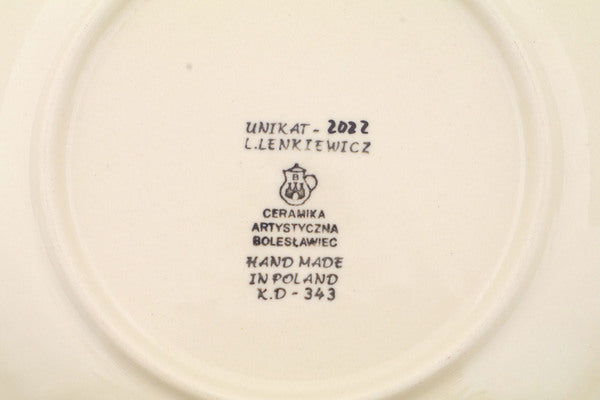 UNIKAT - 2022
L.LENKIEWICZ
B
CERAMIKA
ARTYSTYCZNA
BOLESŁAWIEC
HAND MADE
IN POLAND
K.D - 343